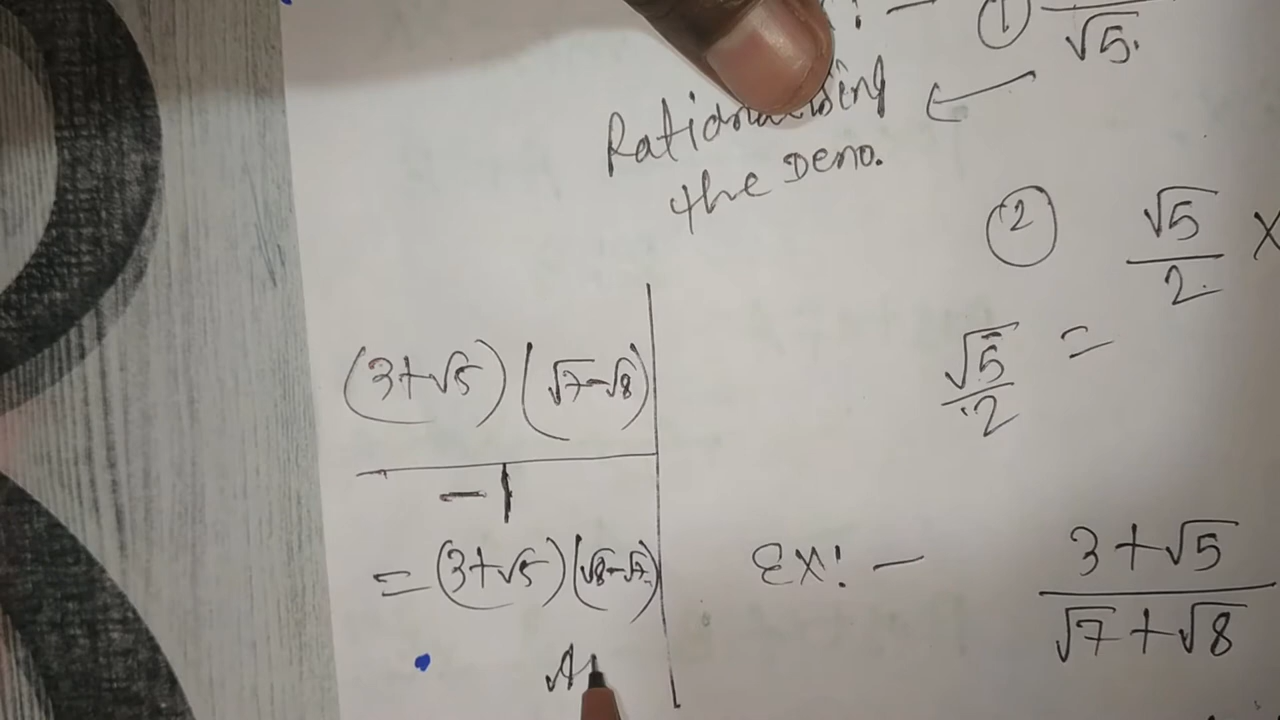 ! - ① /√5.
the Deno.
② √5/2 ×
√5/2 =
(3+√5)(√7-√8)
-1
=(3+√5)(√8-√7)
Ex! - 3+√5/√7+√8